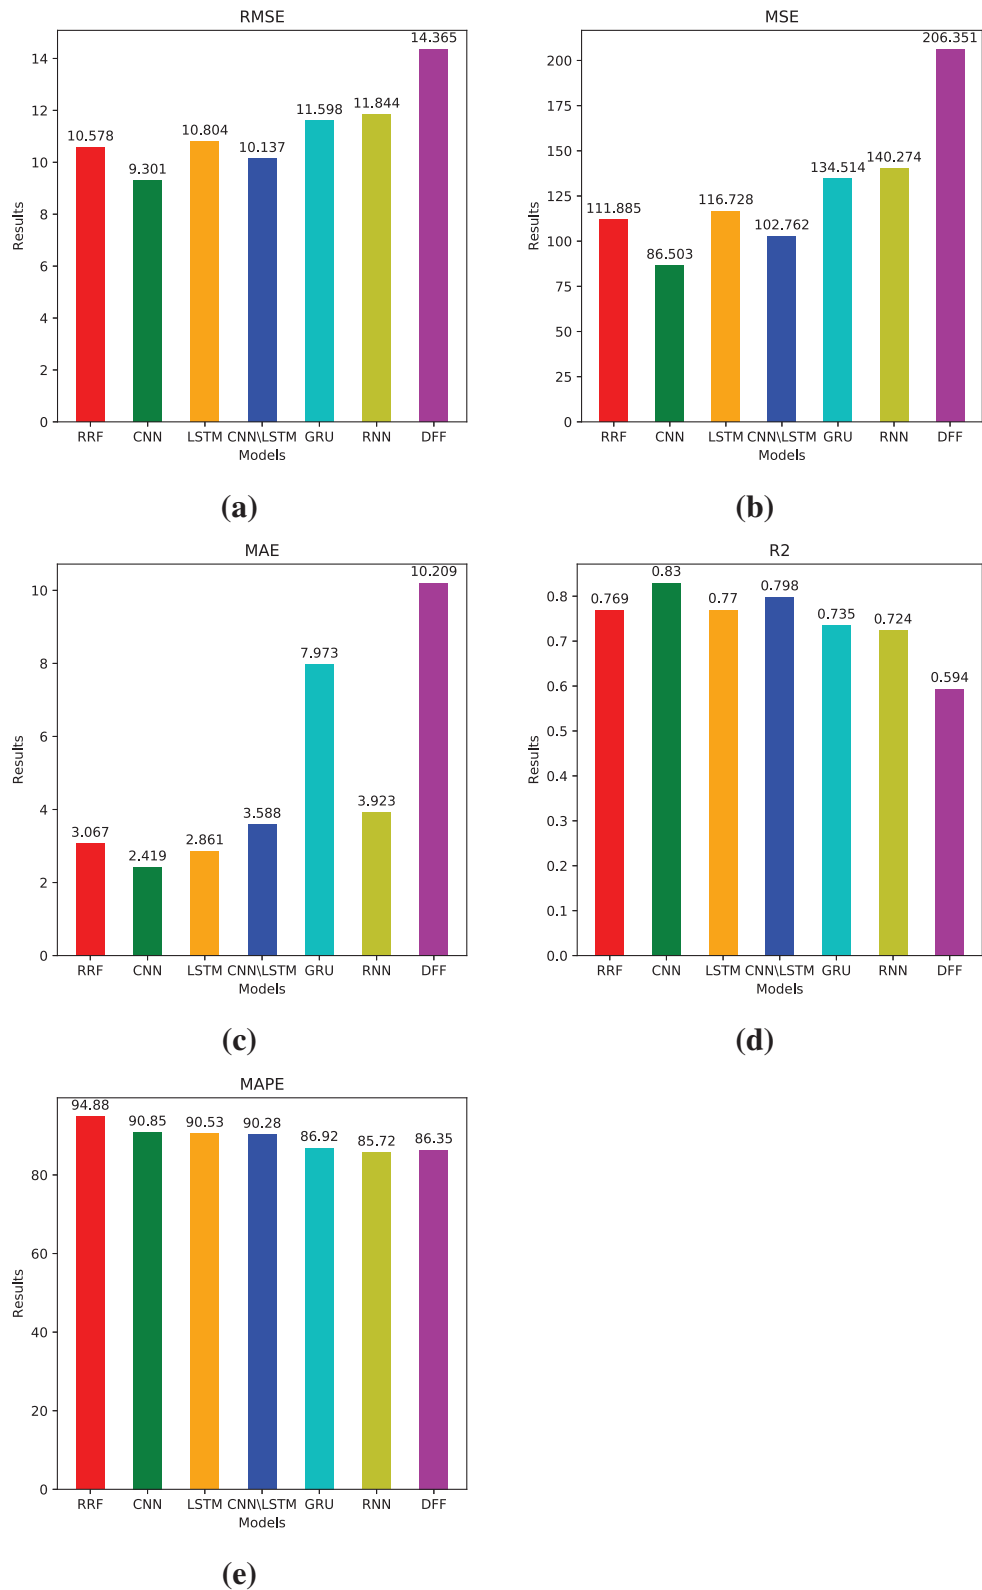 RMSE
14.365
14
12
11.844
11.598
10.804
10.578
10.137
10
9.301
8
6
4
2
0
Results
RRF CNN LSTM CNN\LSTM GRU RNN DFF
Models
(a)
MSE
206.351
200
175
150
140.274
134.514
125
116.728
111.885
102.762
100
86.503
75
50
25
0
Results
RRF CNN LSTM CNN\LSTM GRU RNN DFF
Models
(b)
MAE
10.209
10
8
7.973
6
4
3.923
3.588
3.067
2.861
2.419
2
0
Results
RRF CNN LSTM CNN\LSTM GRU RNN DFF
Models
(c)
R2
0.83
0.8
0.798
0.769
0.77
0.735
0.724
0.7
0.6
0.594
0.5
0.4
0.3
0.2
0.1
0.0
Results
RRF CNN LSTM CNN\LSTM GRU RNN DFF
Models
(d)
MAPE
94.88
90.85
90.53
90.28
86.92
85.72
86.35
80
60
40
20
0
Results
RRF CNN LSTM CNN\LSTM GRU RNN DFF
Models
(e)